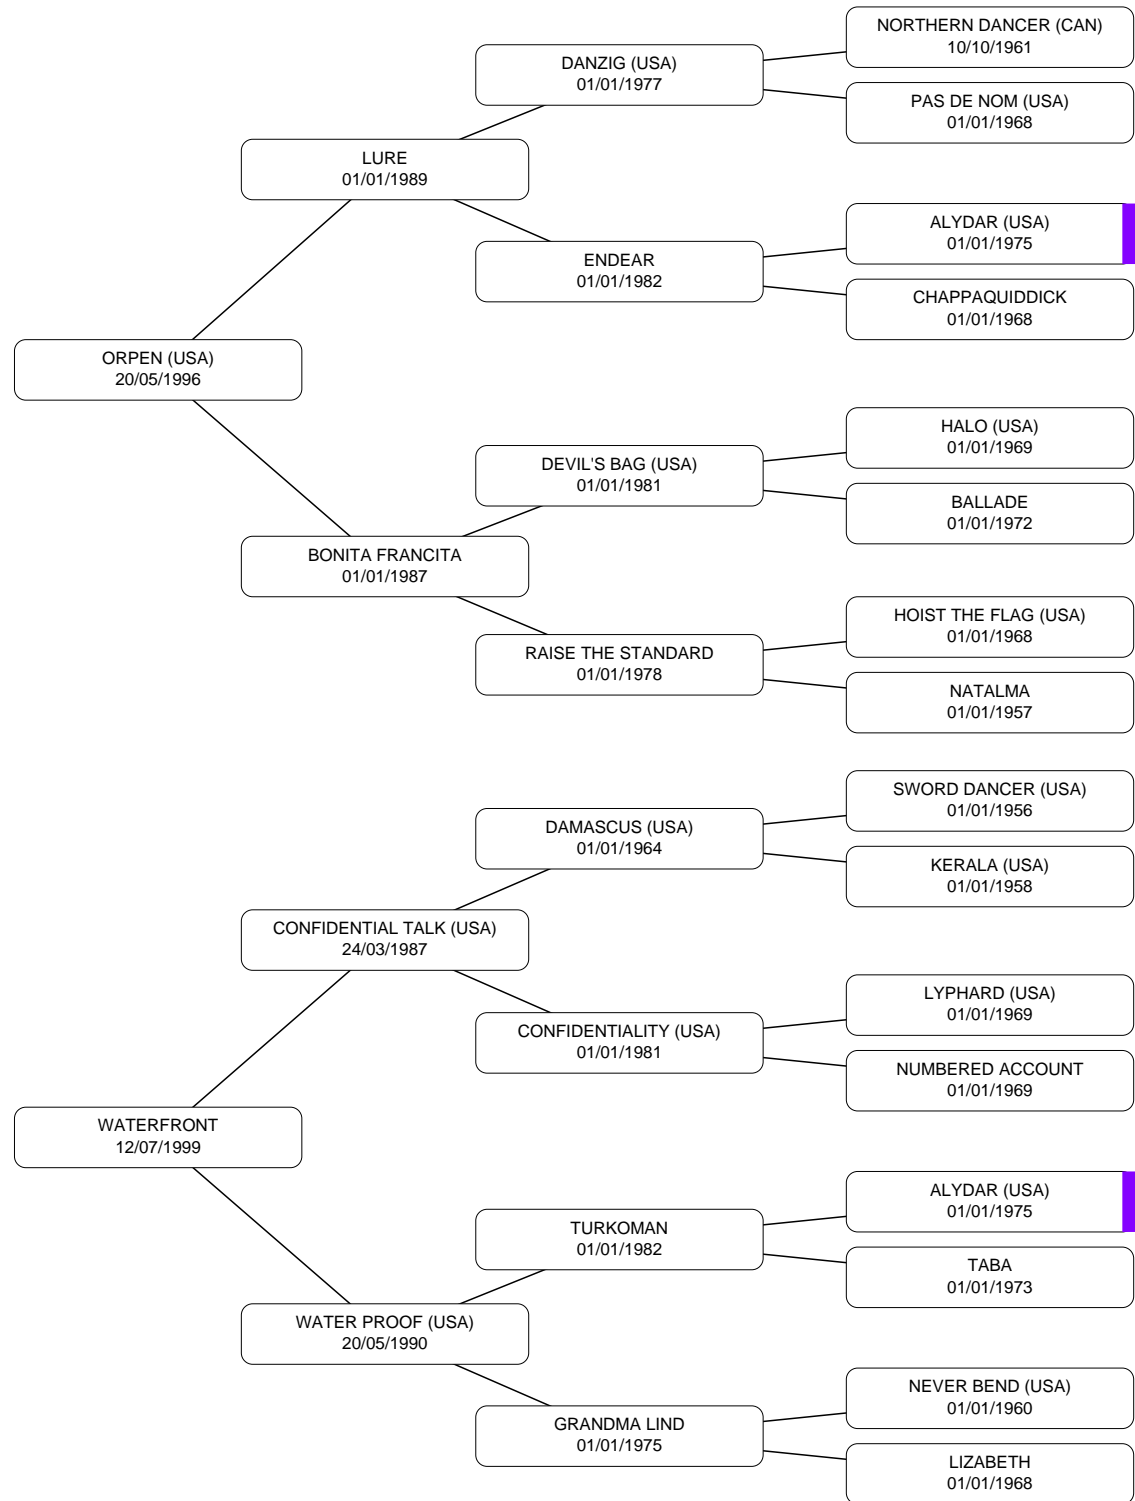 NORTHERN DANCER (CAN)
10/10/1961
DANZIG (USA)
01/01/1977
PAS DE NOM (USA)
01/01/1968
LURE
01/01/1989
ALYDAR (USA)
01/01/1975
ENDEAR
01/01/1982
CHAPPAQUIDDICK
01/01/1968
ORPEN (USA)
20/05/1996
HALO (USA)
01/01/1969
DEVIL'S BAG (USA)
01/01/1981
BALLADE
01/01/1972
BONITA FRANCITA
01/01/1987
HOIST THE FLAG (USA)
01/01/1968
RAISE THE STANDARD
01/01/1978
NATALMA
01/01/1957
SWORD DANCER (USA)
01/01/1956
DAMASCUS (USA)
01/01/1964
KERALA (USA)
01/01/1958
CONFIDENTIAL TALK (USA)
24/03/1987
LYPHARD (USA)
01/01/1969
CONFIDENTIALITY (USA)
01/01/1981
NUMBERED ACCOUNT
01/01/1969
WATERFRONT
12/07/1999
ALYDAR (USA)
01/01/1975
TURKOMAN
01/01/1982
TABA
01/01/1973
WATER PROOF (USA)
20/05/1990
NEVER BEND (USA)
01/01/1960
GRANDMA LIND
01/01/1975
LIZABETH
01/01/1968